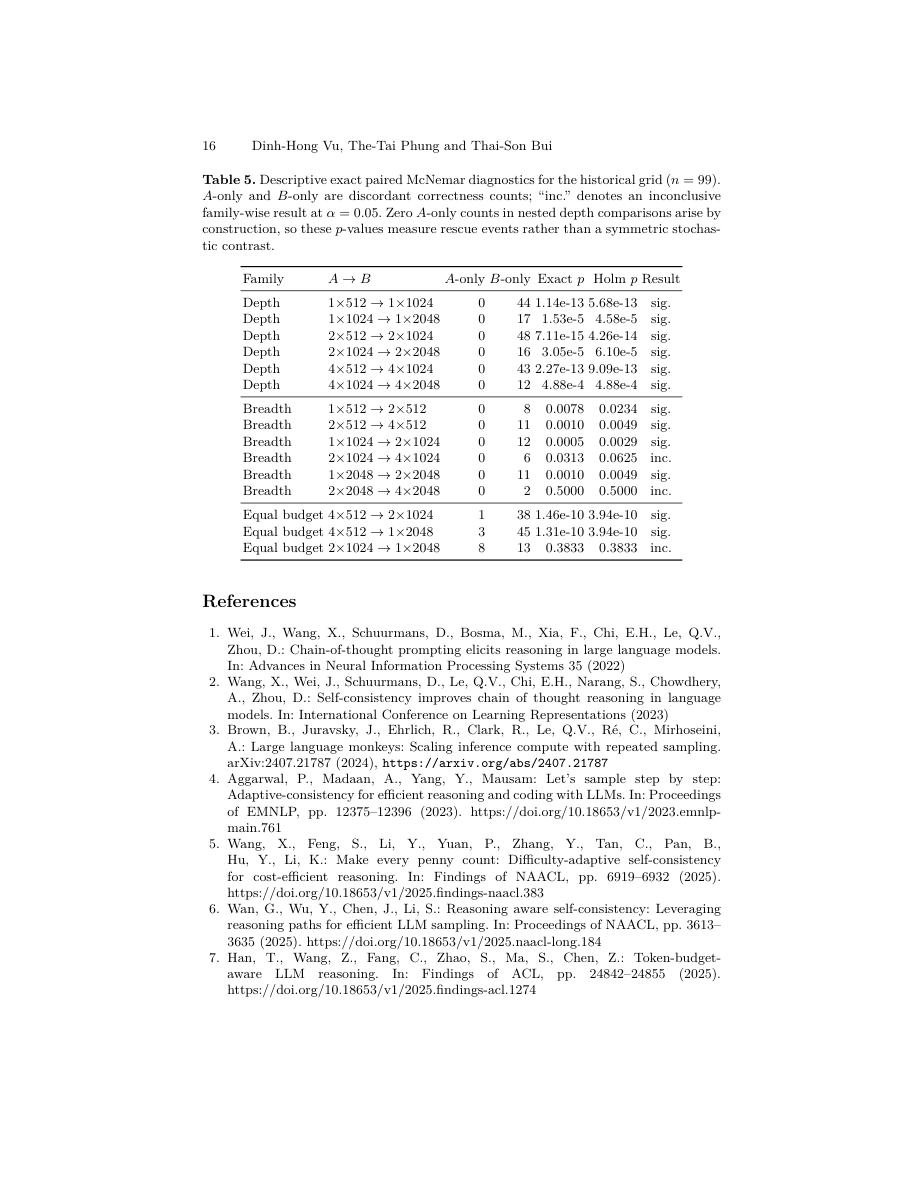 16 Dinh-Hong Vu, The-Tai Phung and Thai-Son Bui
Table 5. Descriptive exact paired McNemar diagnostics for the historical grid (n = 99).
A-only and B-only are discordant correctness counts; “inc.” denotes an inconclusive
family-wise result at α = 0.05. Zero A-only counts in nested depth comparisons arise by
construction, so these p-values measure rescue events rather than a symmetric stochas-
tic contrast.
Family A → B A-only B-only Exact p Holm p Result
Depth 1×512 → 1×1024 0 44 1.14e-13 5.68e-13 sig.
Depth 1×1024 → 1×2048 0 17 1.53e-5 4.58e-5 sig.
Depth 2×512 → 2×1024 0 48 7.11e-15 4.26e-14 sig.
Depth 2×1024 → 2×2048 0 16 3.05e-5 6.10e-5 sig.
Depth 4×512 → 4×1024 0 43 2.27e-13 9.09e-13 sig.
Depth 4×1024 → 4×2048 0 12 4.88e-4 4.88e-4 sig.
Breadth 1×512 → 2×512 0 8 0.0078 0.0234 sig.
Breadth 2×512 → 4×512 0 11 0.0010 0.0049 sig.
Breadth 1×1024 → 2×1024 0 12 0.0005 0.0029 sig.
Breadth 2×1024 → 4×1024 0 6 0.0313 0.0625 inc.
Breadth 1×2048 → 2×2048 0 11 0.0010 0.0049 sig.
Breadth 2×2048 → 4×2048 0 2 0.5000 0.5000 inc.
Equal budget 4×512 → 2×1024 1 38 1.46e-10 3.94e-10 sig.
Equal budget 4×512 → 1×2048 3 45 1.31e-10 3.94e-10 sig.
Equal budget 2×1024 → 1×2048 8 13 0.3833 0.3833 inc.
References
1. Wei, J., Wang, X., Schuurmans, D., Bosma, M., Xia, F., Chi, E.H., Le, Q.V.,
Zhou, D.: Chain-of-thought prompting elicits reasoning in large language models.
In: Advances in Neural Information Processing Systems 35 (2022)
2. Wang, X., Wei, J., Schuurmans, D., Le, Q.V., Chi, E.H., Narang, S., Chowdhery,
A., Zhou, D.: Self-consistency improves chain of thought reasoning in language
models. In: International Conference on Learning Representations (2023)
3. Brown, B., Juravsky, J., Ehrlich, R., Clark, R., Le, Q.V., Ré, C., Mirhoseini,
A.: Large language monkeys: Scaling inference compute with repeated sampling.
arXiv:2407.21787 (2024), https://arxiv.org/abs/2407.21787
4. Aggarwal, P., Madaan, A., Yang, Y., Mausam: Let’s sample step by step:
Adaptive-consistency for efficient reasoning and coding with LLMs. In: Proceedings
of EMNLP, pp. 12375–12396 (2023). https://doi.org/10.18653/v1/2023.emnlp-
main.761
5. Wang, X., Feng, S., Li, Y., Yuan, P., Zhang, Y., Tan, C., Pan, B.,
Hu, Y., Li, K.: Make every penny count: Difficulty-adaptive self-consistency
for cost-efficient reasoning. In: Findings of NAACL, pp. 6919–6932 (2025).
https://doi.org/10.18653/v1/2025.findings-naacl.383
6. Wan, G., Wu, Y., Chen, J., Li, S.: Reasoning aware self-consistency: Leveraging
reasoning paths for efficient LLM sampling. In: Proceedings of NAACL, pp. 3613–
3635 (2025). https://doi.org/10.18653/v1/2025.naacl-long.184
7. Han, T., Wang, Z., Fang, C., Zhao, S., Ma, S., Chen, Z.: Token-budget-
aware LLM reasoning. In: Findings of ACL, pp. 24842–24855 (2025).
https://doi.org/10.18653/v1/2025.findings-acl.1274